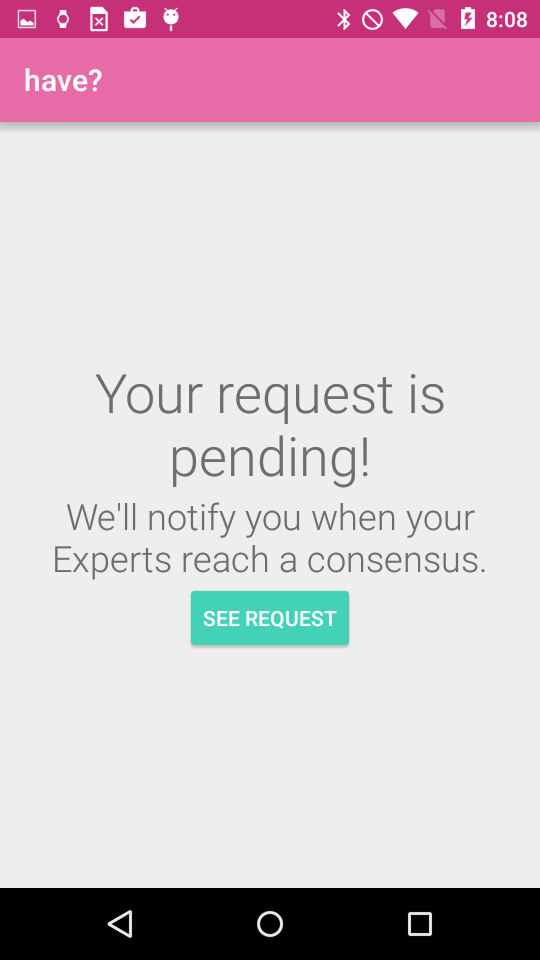 8:08
have?
Your request is
pending!
We'll notify you when your
Experts reach a consensus.
SEE REQUEST